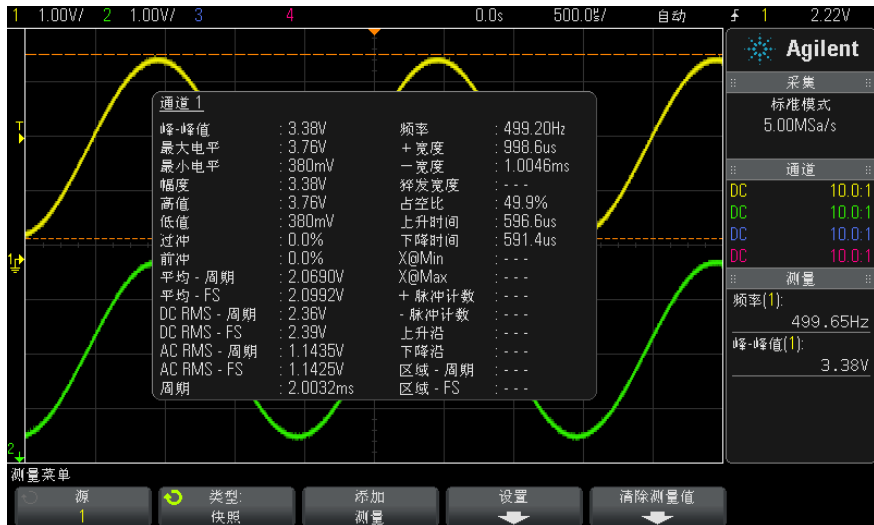 1 1.00V/ 2 1.00V/ 3 4 0.0s 500.0us/ 自动 1 2.22V
Agilent
采集
标准模式
5.00MSa/s
通道
DC 10.0:1
DC 10.0:1
DC 10.0:1
DC 10.0:1
测量
频率(1):
499.65Hz
峰-峰值(1):
3.38V
T
1
2
通道 1
峰-峰值 : 3.38V
最大电平 : 3.76V
最小电平 : 380mV
幅度 : 3.38V
高值 : 3.76V
低值 : 380mV
过冲 : 0.0%
前冲 : 0.0%
平均 - 周期 : 2.0690V
平均 - FS : 2.0992V
DC RMS - 周期 : 2.36V
DC RMS - FS : 2.39V
AC RMS - 周期 : 1.1435V
AC RMS - FS : 1.1425V
周期 : 2.0032ms
频率 : 499.20Hz
+ 宽度 : 998.6us
一 宽度 : 1.0046ms
猝发宽度 : - - -
占空比 : 49.9%
上升时间 : 596.6us
下降时间 : 591.4us
X@Min : - - -
X@Max : - - -
+ 脉冲计数 : - - -
- 脉冲计数 : - - -
上升沿 : - - -
下降沿 : - - -
区域 - 周期 : - - -
区域 - FS : - - -
测量菜单
源
1
类型:
快照
添加
测量
设置
清除测量值